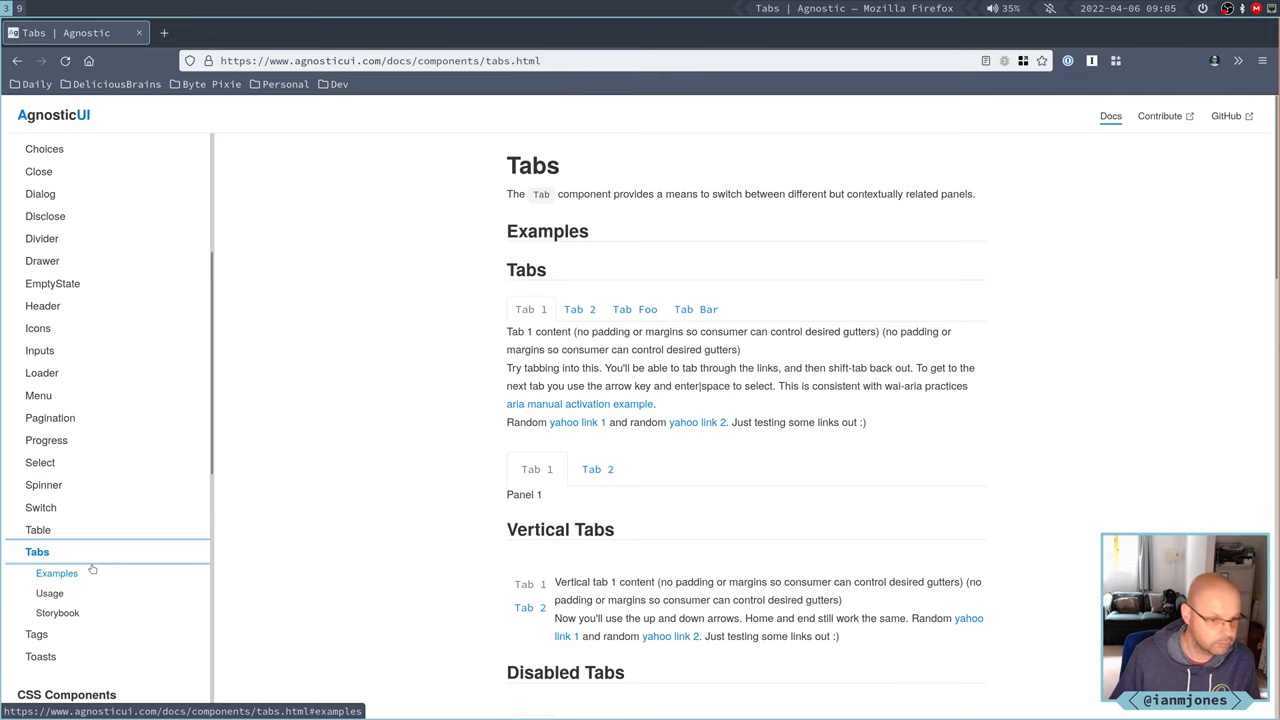 3 9
Tabs | Agnostic — Mozilla Firefox
35%
2022-04-06 09:05
Tabs | Agnostic
https://www.agnosticui.com/docs/components/tabs.html
Daily
DeliciousBrains
Byte Pixie
Personal
Dev
AgnosticUI
Docs
Contribute
GitHub
Choices
Close
Dialog
Disclose
Divider
Drawer
EmptyState
Header
Icons
Inputs
Loader
Menu
Pagination
Progress
Select
Spinner
Switch
Table
Tabs
Examples
Usage
Storybook
Tags
Toasts
CSS Components
https://www.agnosticui.com/docs/components/tabs.html#examples
Tabs
The Tab component provides a means to switch between different but contextually related panels.
Examples
Tabs
Tab 1 Tab 2 Tab Foo Tab Bar
Tab 1 content (no padding or margins so consumer can control desired gutters) (no padding or
margins so consumer can control desired gutters)
Try tabbing into this. You'll be able to tab through the links, and then shift-tab back out. To get to the
next tab you use the arrow key and enter|space to select. This is consistent with wai-aria practices
aria manual activation example.
Random yahoo link 1 and random yahoo link 2. Just testing some links out :)
Tab 1 Tab 2
Panel 1
Vertical Tabs
Tab 1
Tab 2
Vertical tab 1 content (no padding or margins so consumer can control desired gutters) (no
padding or margins so consumer can control desired gutters)
Now you'll use the up and down arrows. Home and end still work the same. Random yahoo
link 1 and random yahoo link 2. Just testing some links out :)
Disabled Tabs
@ianmjones